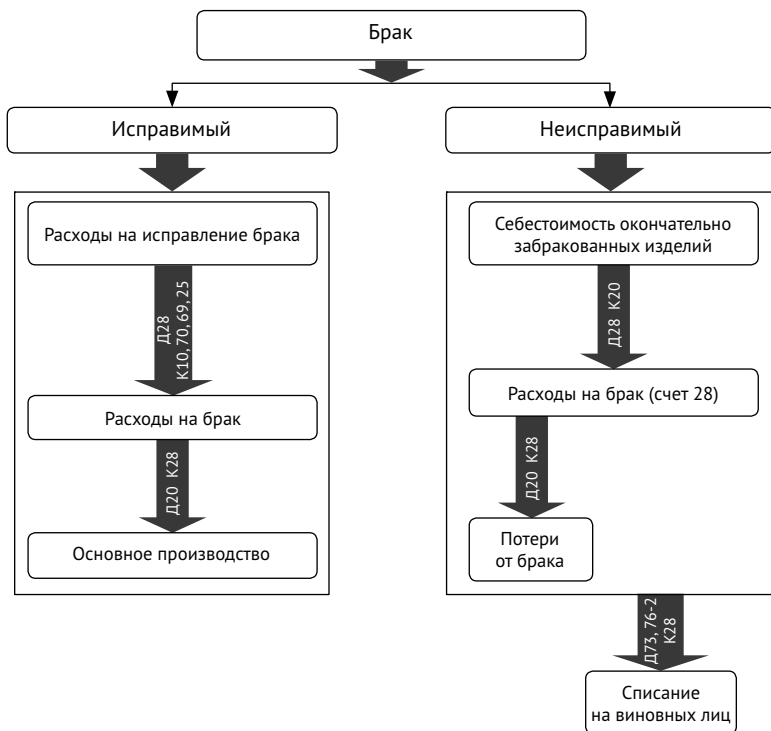 Брак
Исправимый
Неисправимый
Расходы на исправление брака
Д28
К10,70,69,25
Расходы на брак
Д20 К28
Основное производство
Себестоимость окончательно
забракованных изделий
Д28 К20
Расходы на брак (счет 28)
Д20 К28
Потери
от брака
Д73, 76-2
К28
Списание
на виновных лиц